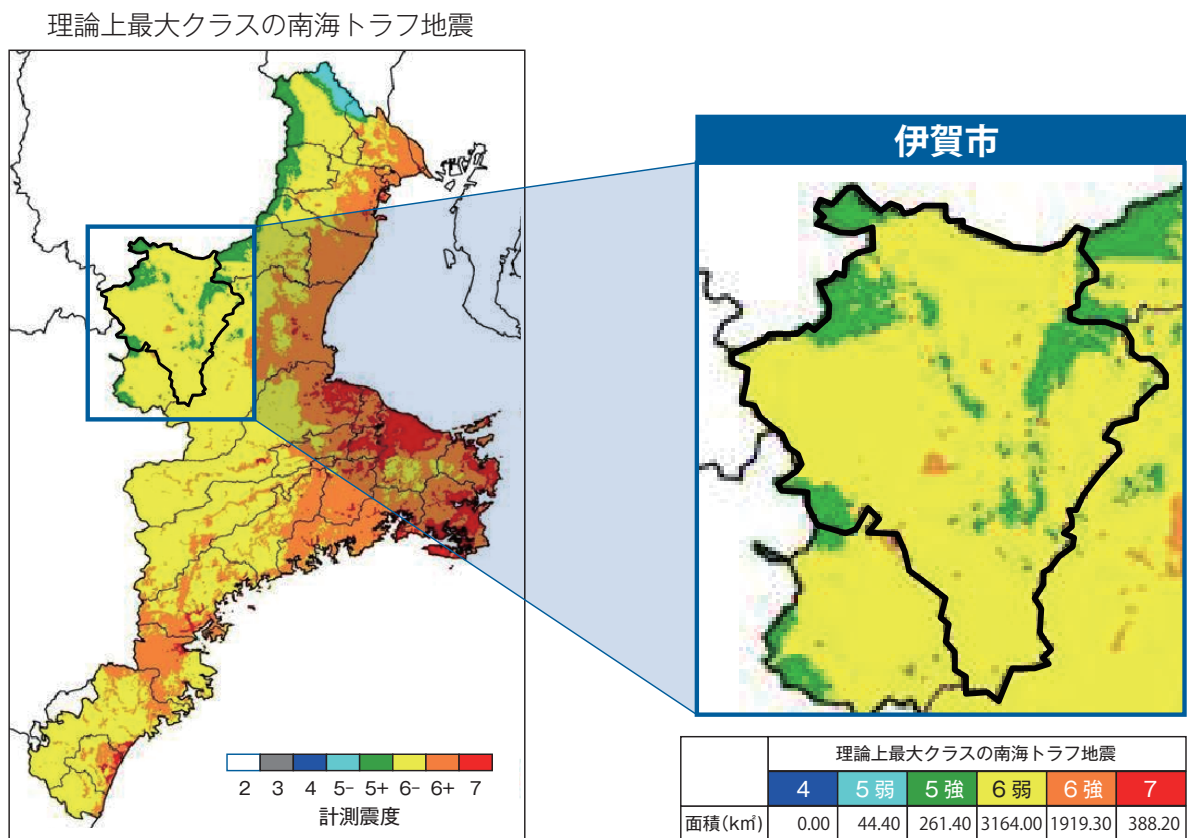 理論上最大クラスの南海トラフ地震
伊賀市
2 3 4 5- 5+ 6- 6+ 7
計測震度
理論上最大クラスの南海トラフ地震
4 5弱 5強 6弱 6強 7
面積(km²) 0.00 44.40 261.40 3164.00 1919.30 388.20